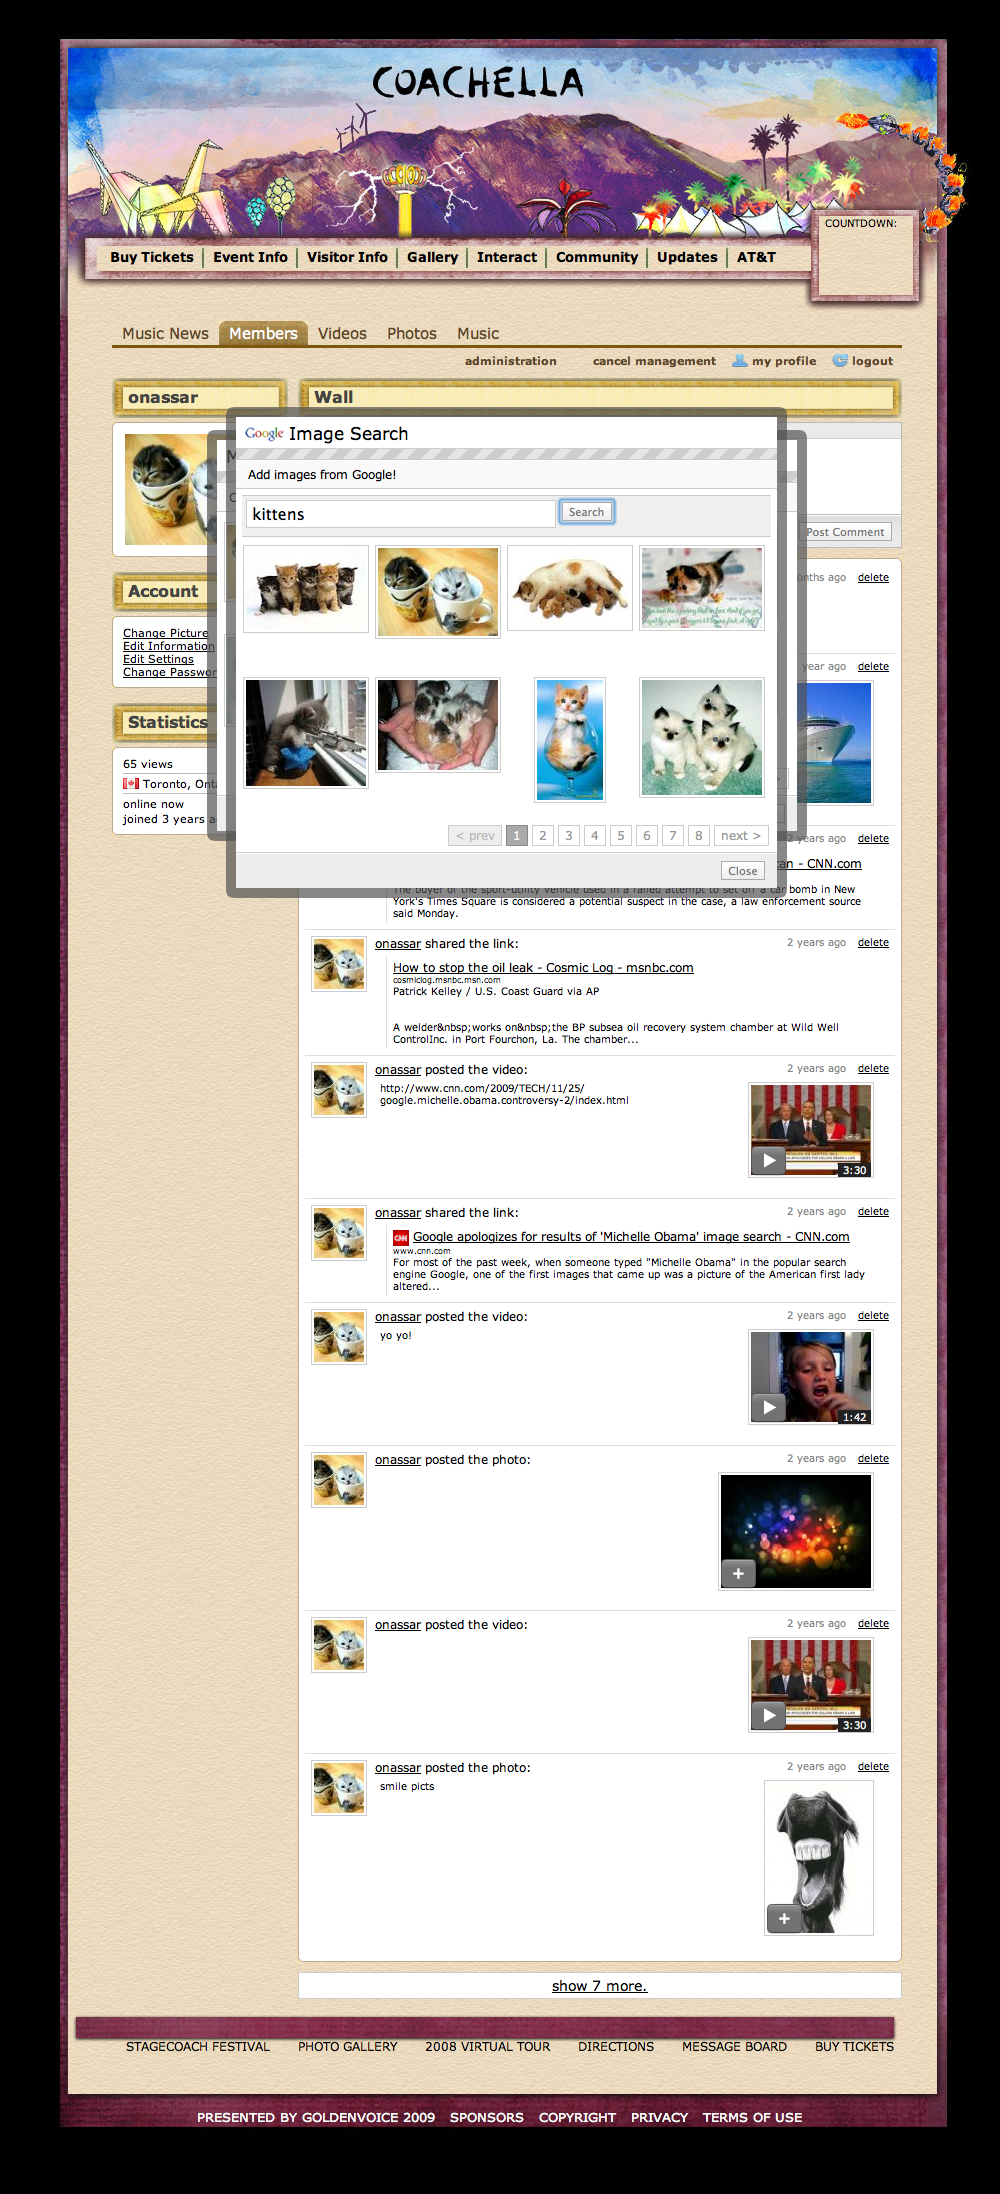 COACHELLA
COUNTDOWN:
Buy Tickets Event Info Visitor Info Gallery Interact Community Updates AT&T
Music News Members Videos Photos Music
administration cancel management my profile logout
onassar
Wall
Google Image Search
Add images from Google!
kittens Search
Post Comment
ago delete
Account
Change Picture
Edit Information
Edit Settings
Change Passwor
year ago delete
Statistics
65 views
Toronto, Onta
online now
joined 3 years a
< prev 1 2 3 4 5 6 7 8 next >
Close
2 years ago delete
can - CNN.com
The buyer of the sport-utility vehicle used in a failed attempt to set off a car bomb in New
York's Times Square is considered a potential suspect in the case, a law enforcement source
said Monday.
onassar shared the link: 2 years ago delete
How to stop the oil leak - Cosmic Log - msnbc.com
cosmiclog.msnbc.msn.com
Patrick Kelley / U.S. Coast Guard via AP
A welder&nbsp;works on&nbsp;the BP subsea oil recovery system chamber at Wild Well
ControlInc. in Port Fourchon, La. The chamber...
onassar posted the video: 2 years ago delete
http://www.cnn.com/2009/TECH/11/25/
google.michelle.obama.controversy-2/index.html
3:30
onassar shared the link: 2 years ago delete
CNN Google apologizes for results of 'Michelle Obama' image search - CNN.com
www.cnn.com
For most of the past week, when someone typed "Michelle Obama" in the popular search
engine Google, one of the first images that came up was a picture of the American first lady
altered...
onassar posted the video: 2 years ago delete
yo yo!
1:42
onassar posted the photo: 2 years ago delete
onassar posted the video: 2 years ago delete
3:30
onassar posted the photo: 2 years ago delete
smile picts
show 7 more.
STAGECOACH FESTIVAL PHOTO GALLERY 2008 VIRTUAL TOUR DIRECTIONS MESSAGE BOARD BUY TICKETS
PRESENTED BY GOLDENVOICE 2009 SPONSORS COPYRIGHT PRIVACY TERMS OF USE